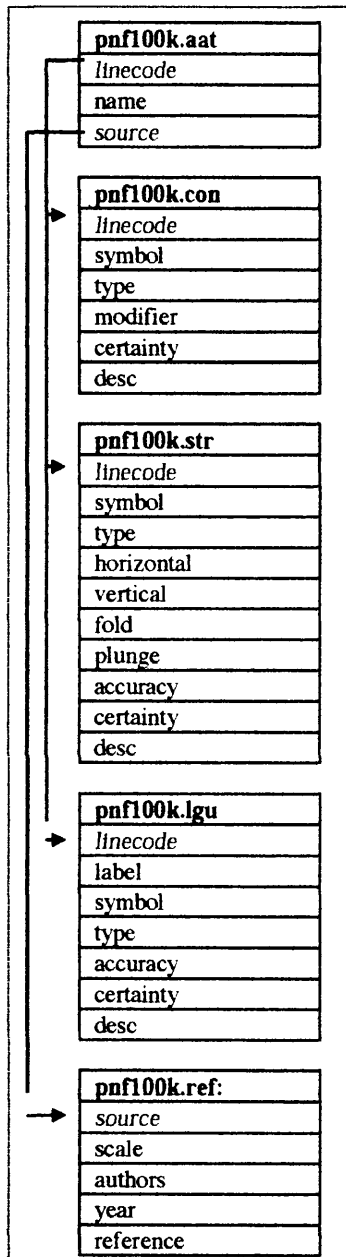 pnf100k.aat
linecode
name
source
pnf100k.con
linecode
symbol
type
modifier
certainty
desc
pnf100k.str
linecode
symbol
type
horizontal
vertical
fold
plunge
accuracy
certainty
desc
pnf100k.lgu
linecode
label
symbol
type
accuracy
certainty
desc
pnf100k.ref:
source
scale
authors
year
reference